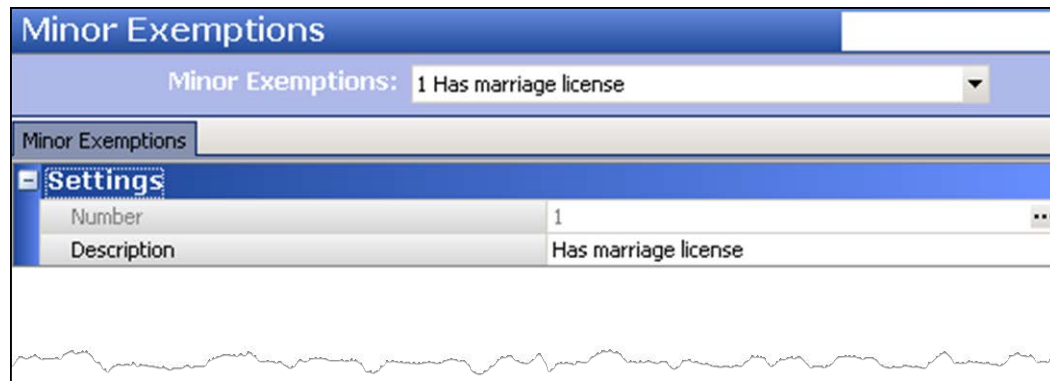 Minor Exemptions
Minor Exemptions: 1 Has marriage license
Minor Exemptions
Settings
Number 1 ...
Description Has marriage license